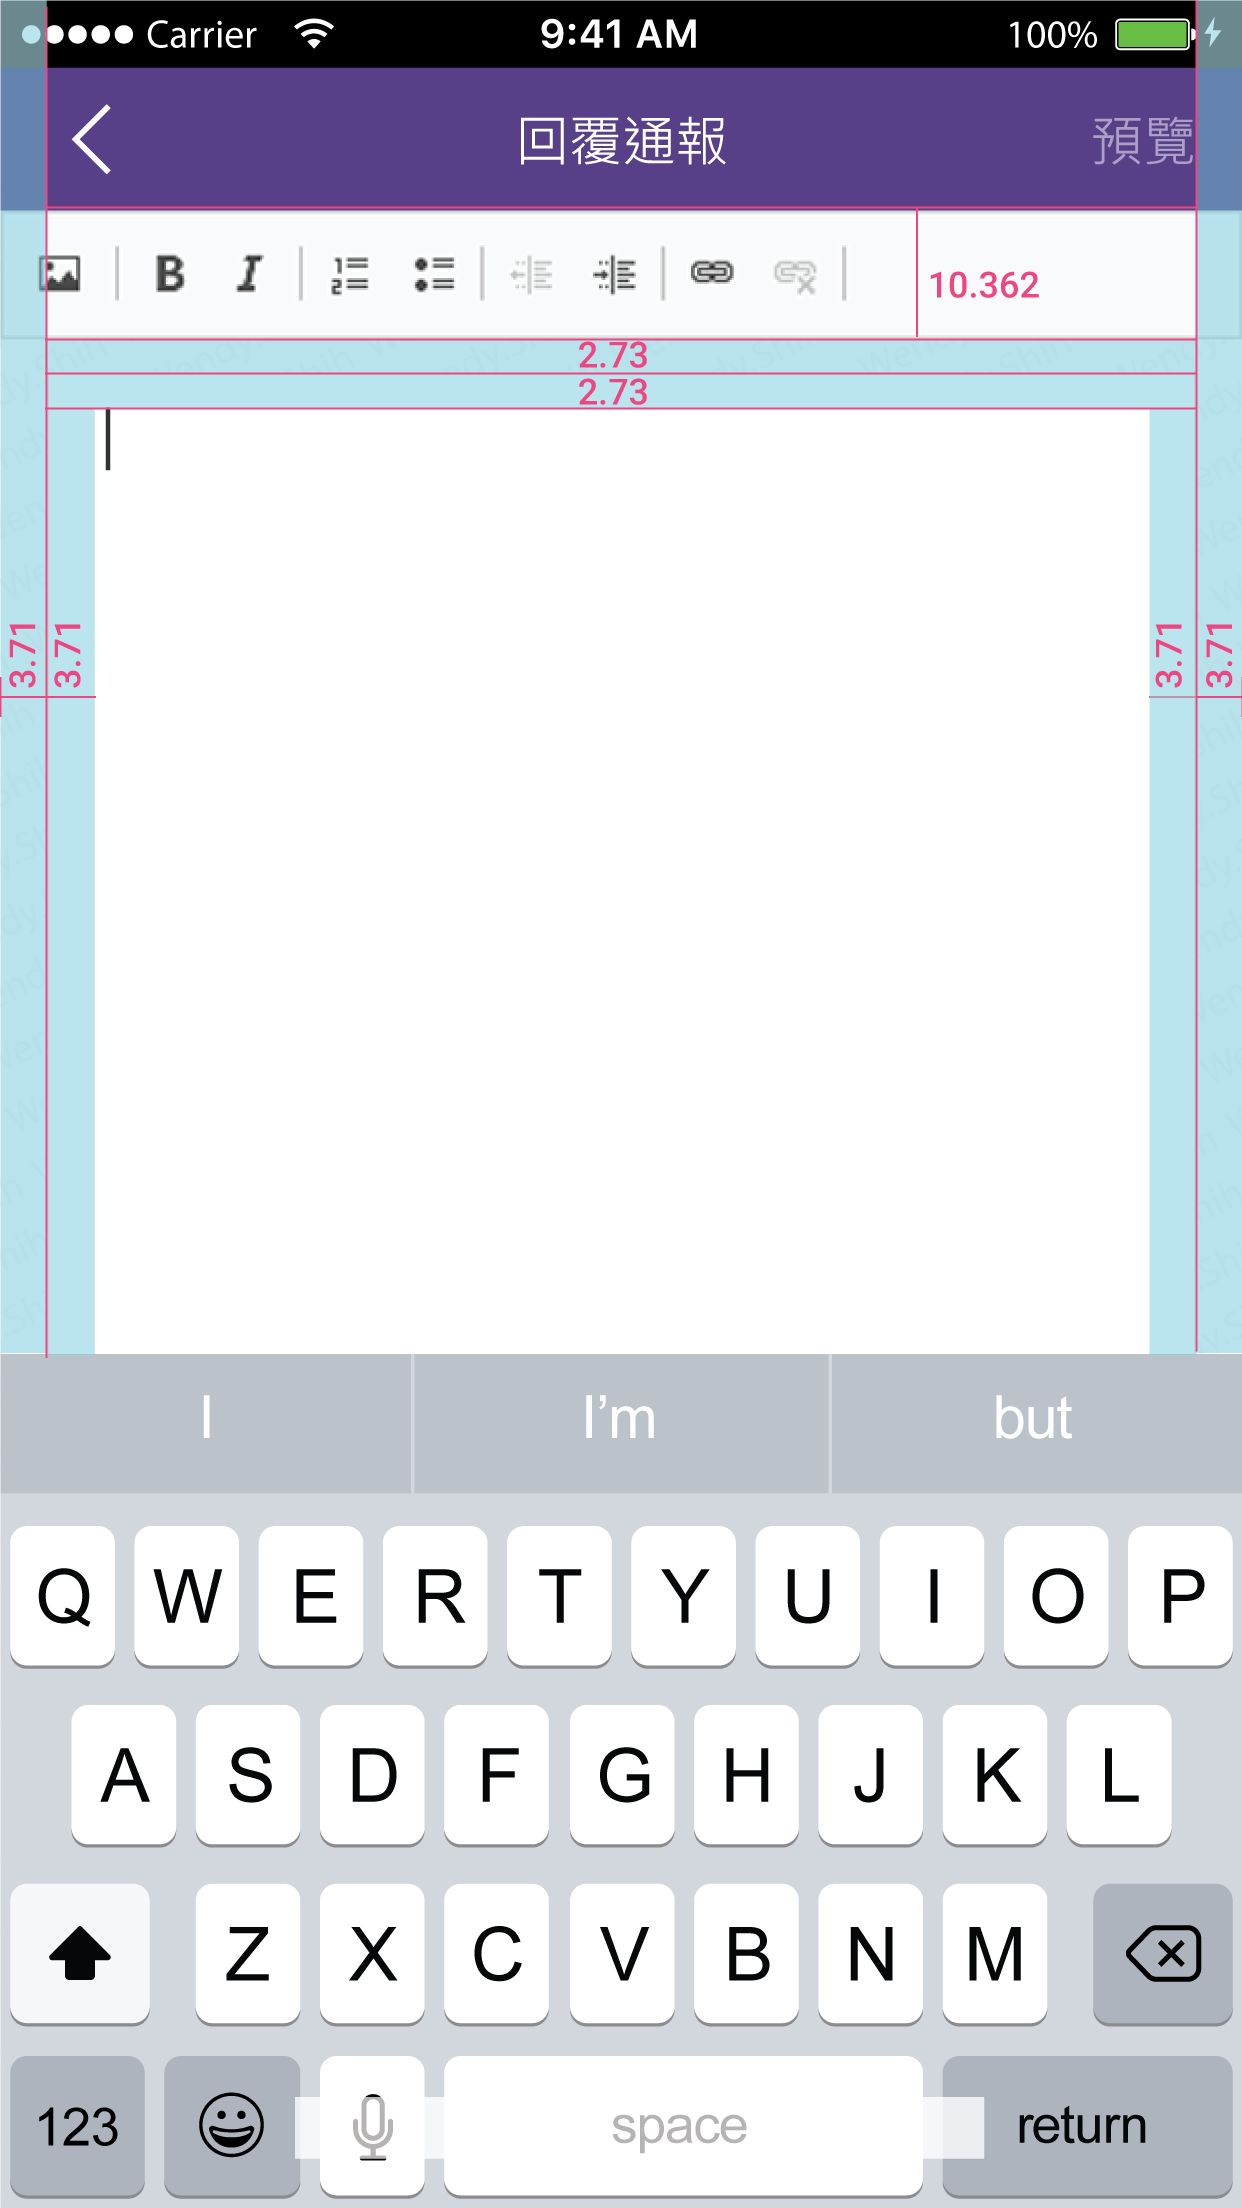 Carrier 9:41 AM 100%
回覆通報 預覽
B I
10.362
2.73
2.73
3.71 3.71 3.71 3.71
I I’m but
Q W E R T Y U I O P
A S D F G H J K L
Z X C V B N M
123 space return